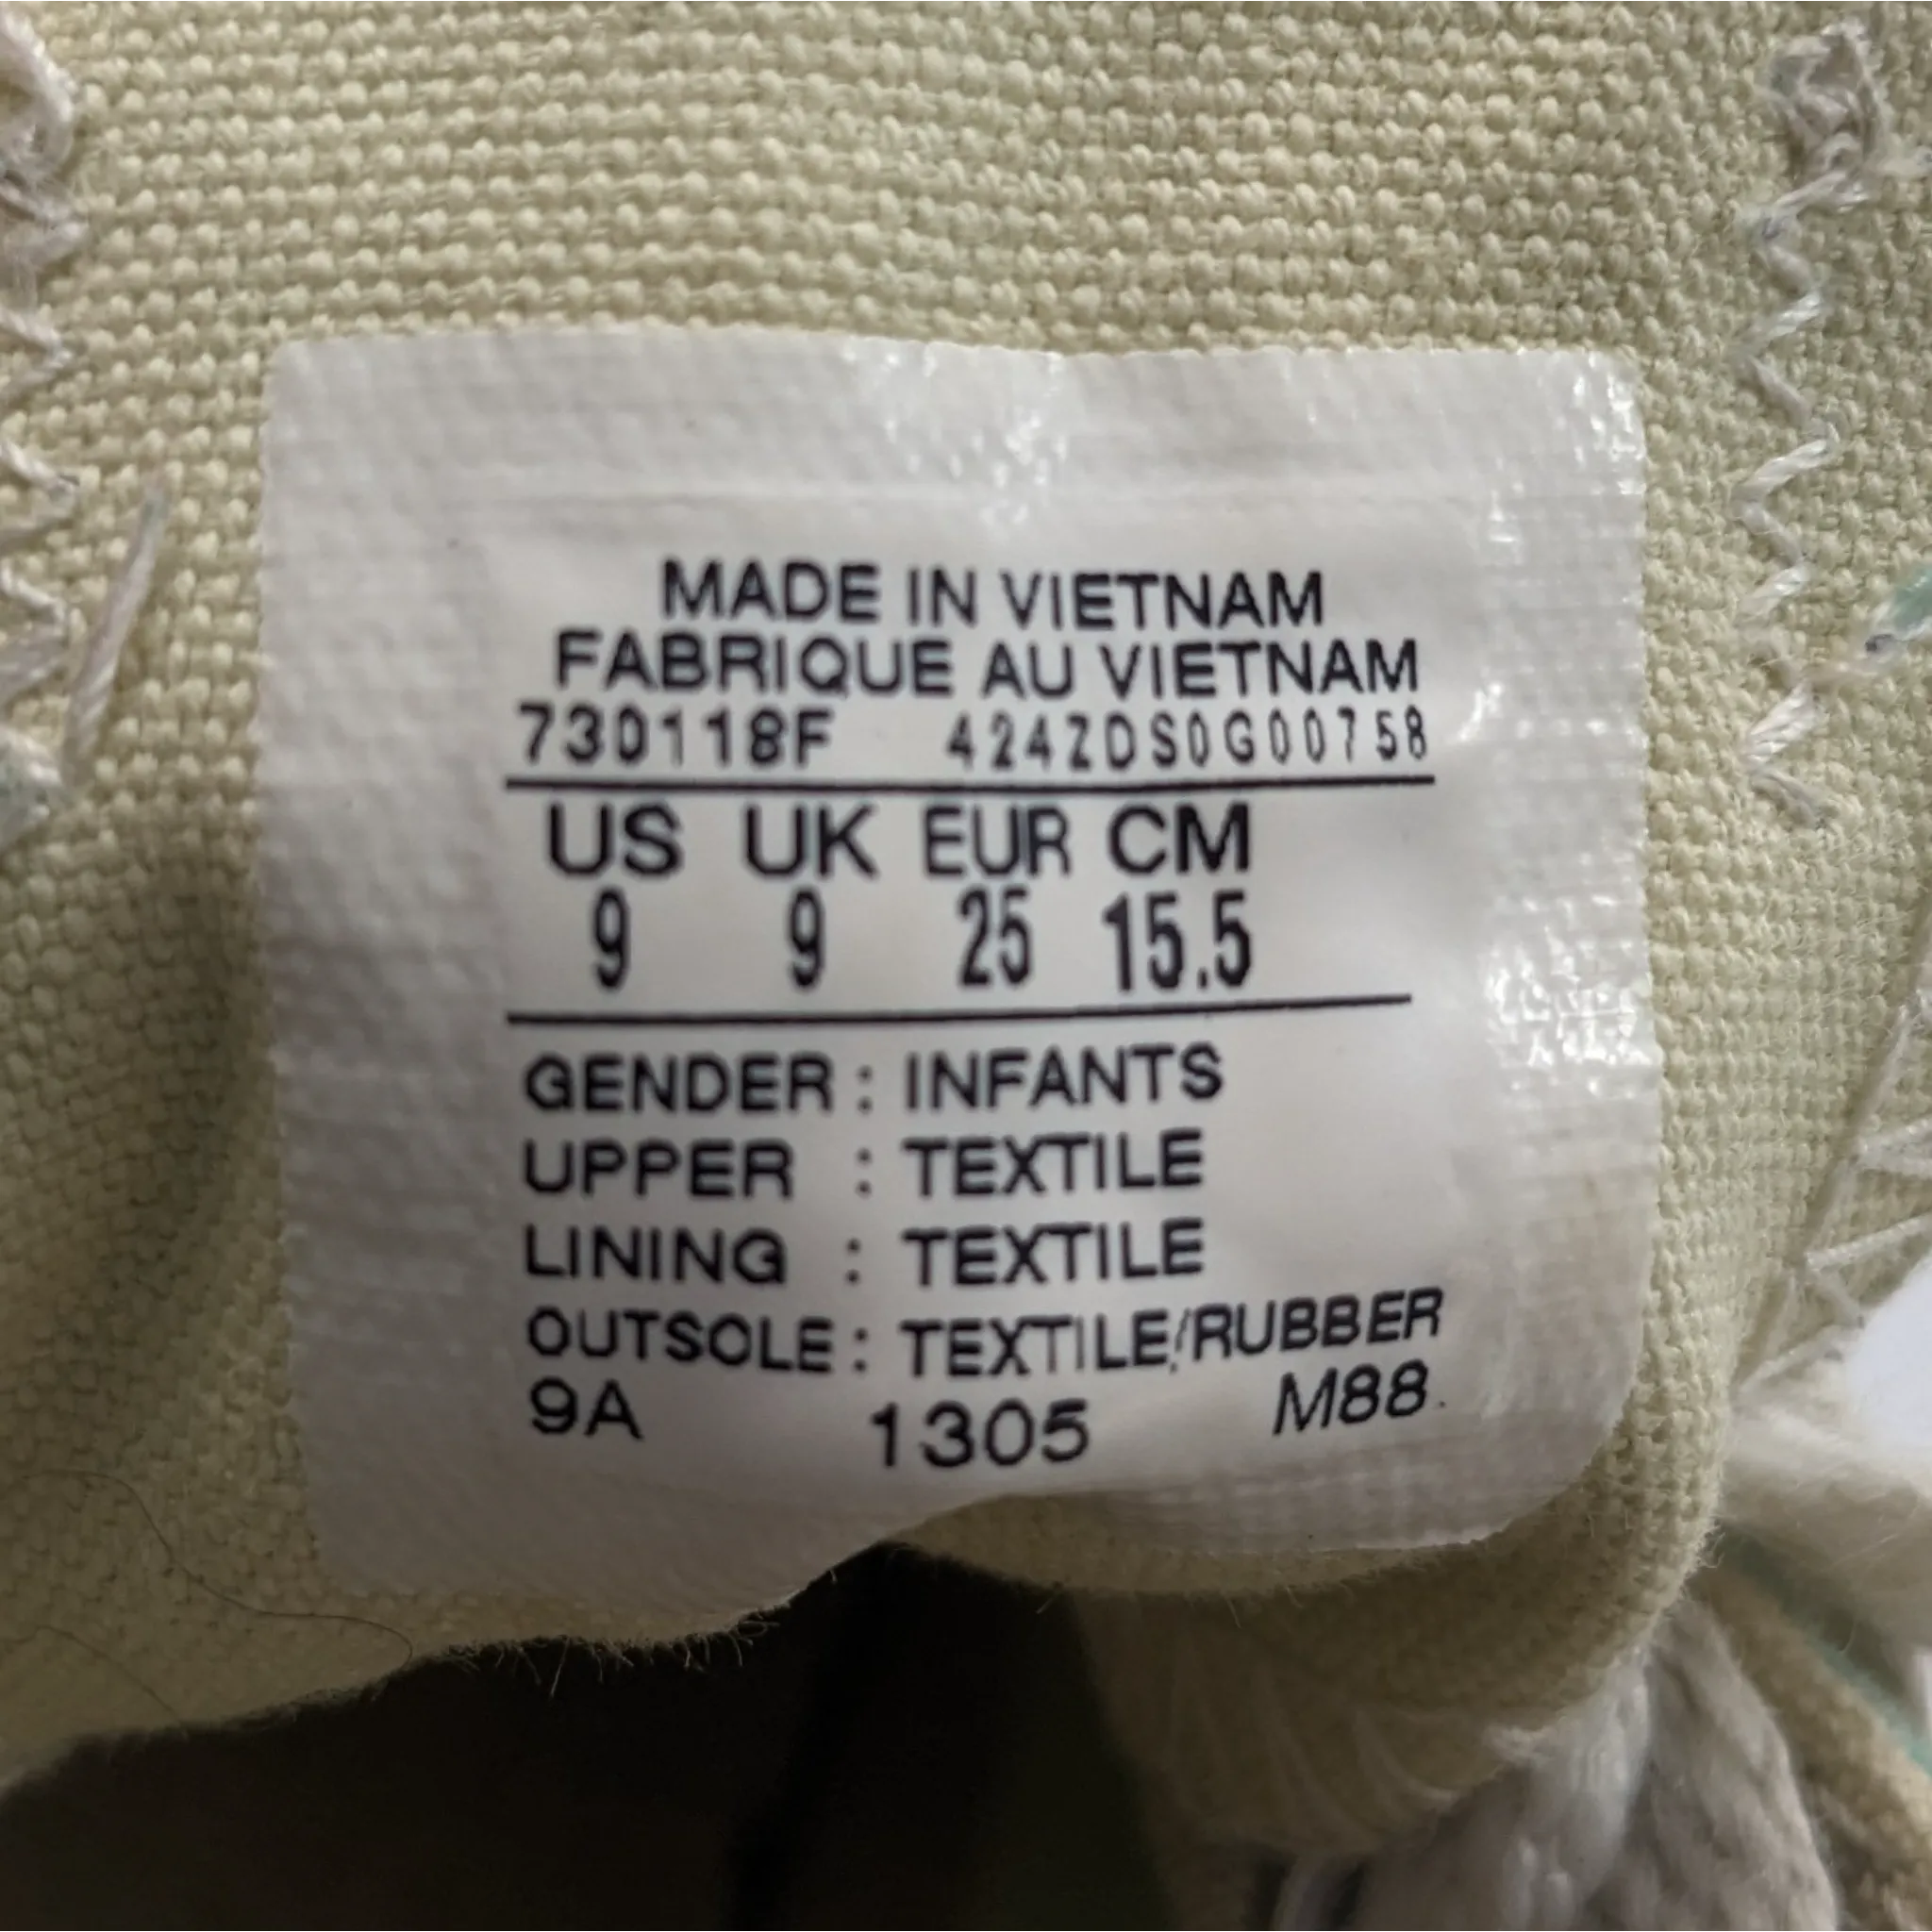 MADE IN VIETNAM
FABRIQUE AU VIETNAM
730118F 424ZDS0G00758
US UK EUR CM
9 9 25 15.5
GENDER : INFANTS
UPPER : TEXTILE
LINING : TEXTILE
OUTSOLE : TEXTILE/RUBBER
9A 1305 M88